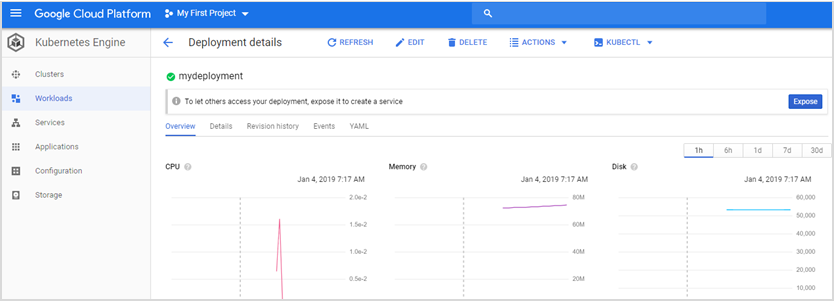 Google Cloud Platform My First Project
Kubernetes Engine Deployment details REFRESH EDIT DELETE ACTIONS KUBECTL
Clusters
Workloads
Services
Applications
Configuration
Storage
mydeployment
To let others access your deployment, expose it to create a service Expose
Overview Details Revision history Events YAML
1h 6h 1d 7d 30d
CPU
Jan 4, 2019 7:17 AM
2.0e-2
1.5e-2
1.0e-2
0.5e-2
Memory
Jan 4, 2019 7:17 AM
80M
60M
40M
20M
Disk
Jan 4, 2019 7:17 AM
60,000
50,000
40,000
30,000
20,000
10,000